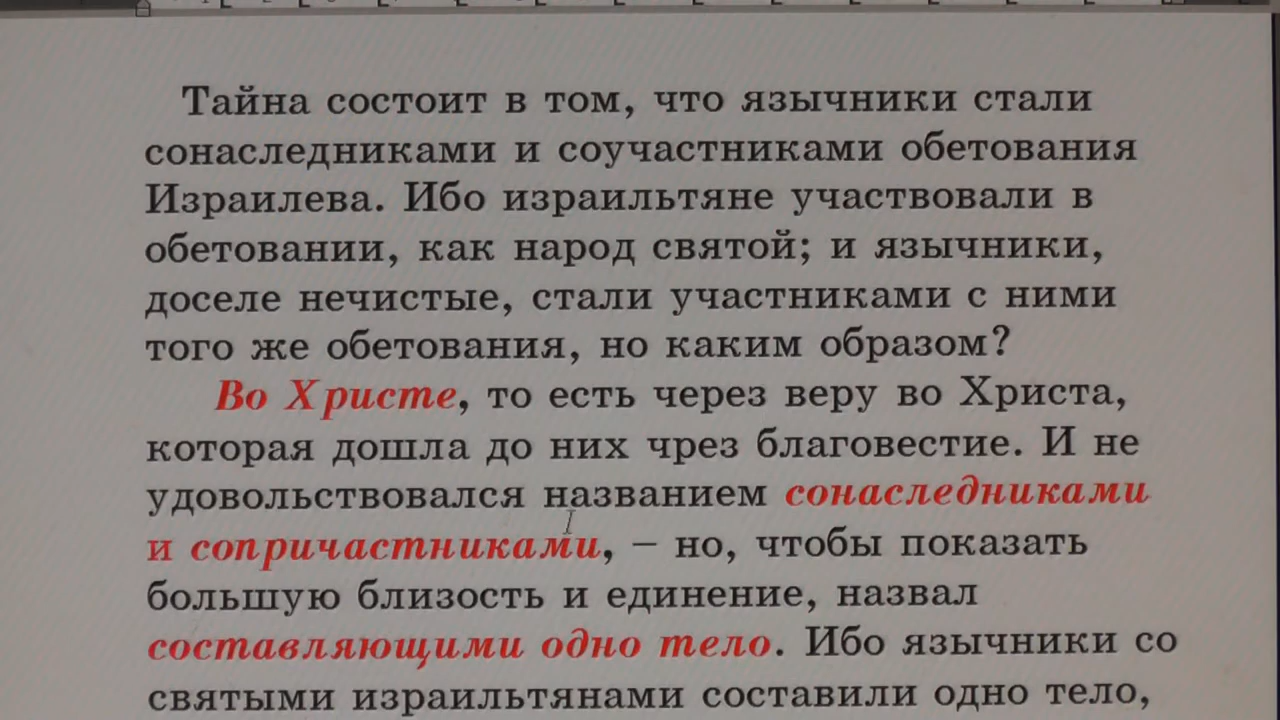 Тайна состоит в том, что язычники стали
сонаследниками и соучастниками обетования
Израилева. Ибо израильтяне участвовали в
обетовании, как народ святой; и язычники,
доселе нечистые, стали участниками с ними
того же обетования, но каким образом?
Во Христе, то есть через веру во Христа,
которая дошла до них чрез благовестие. И не
удовольствовался названием сонаследниками
и сопричастниками, – но, чтобы показать
большую близость и единение, назвал
составляющими одно тело. Ибо язычники со
святыми израильтянами составили одно тело,